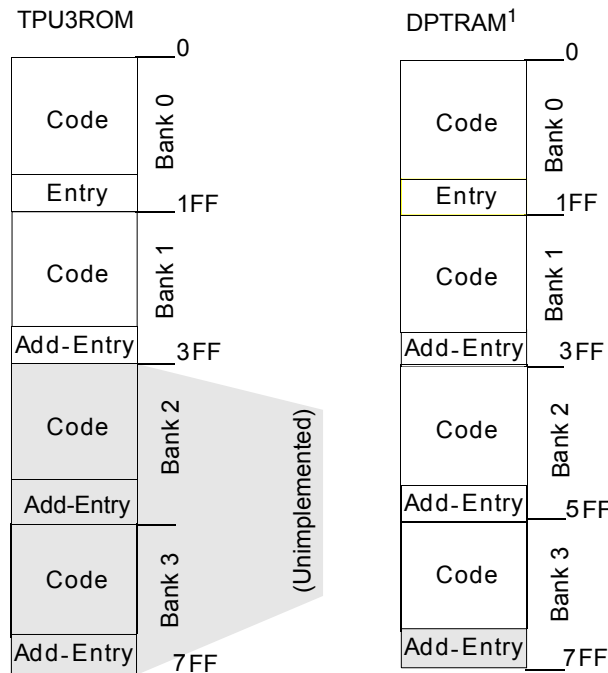 TPU3ROM
0
Code
Bank 0
Entry
1FF
Code
Bank 1
Add-Entry
3FF
Code
Bank 2
Add-Entry
(Unimplemented)
Code
Bank 3
Add-Entry
7FF
DPTRAM1
0
Code
Bank 0
Entry
1FF
Code
Bank 1
Add-Entry
3FF
Code
Bank 2
Add-Entry
5FF
Code
Bank 3
Add-Entry
7FF